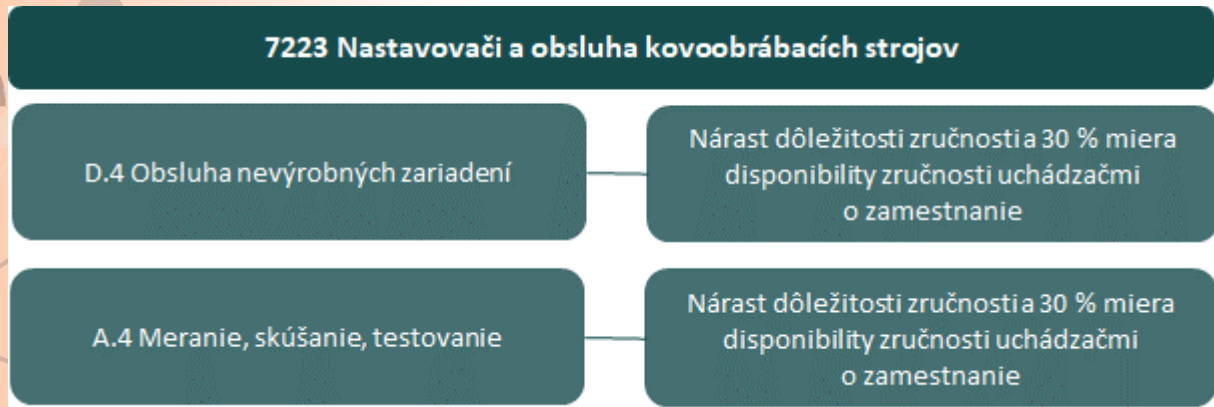 7223 Nastavovači a obsluha kovoobrábacích strojov
D.4 Obsluha nevýrobných zariadení
Nárast dôležitosti zručnosti a 30 % miera
disponibility zručnosti uchádzačmi
o zamestnanie
A.4 Meranie, skúšanie, testovanie
Nárast dôležitosti zručnosti a 30 % miera
disponibility zručnosti uchádzačmi
o zamestnanie